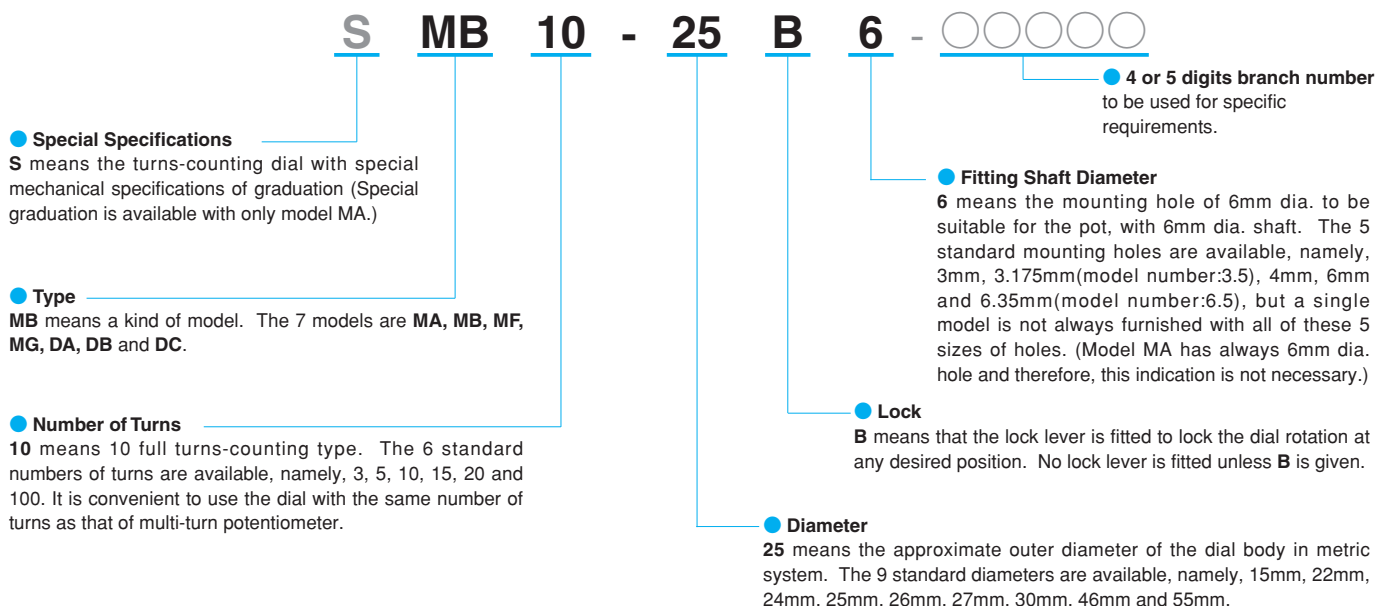 S MB 10 - 25 B 6 - ○○○○○
● 4 or 5 digits branch number
to be used for specific
requirements.
● Special Specifications
S means the turns-counting dial with special
mechanical specifications of graduation (Special
graduation is available with only model MA.)
● Fitting Shaft Diameter
6 means the mounting hole of 6mm dia. to be
suitable for the pot, with 6mm dia. shaft. The 5
standard mounting holes are available, namely,
3mm, 3.175mm(model number:3.5), 4mm, 6mm
and 6.35mm(model number:6.5), but a single
model is not always furnished with all of these 5
sizes of holes. (Model MA has always 6mm dia.
hole and therefore, this indication is not necessary.)
● Type
MB means a kind of model. The 7 models are MA, MB, MF,
MG, DA, DB and DC.
● Number of Turns
10 means 10 full turns-counting type. The 6 standard
numbers of turns are available, namely, 3, 5, 10, 15, 20 and
100. It is convenient to use the dial with the same number of
turns as that of multi-turn potentiometer.
● Lock
B means that the lock lever is fitted to lock the dial rotation at
any desired position. No lock lever is fitted unless B is given.
● Diameter
25 means the approximate outer diameter of the dial body in metric
system. The 9 standard diameters are available, namely, 15mm, 22mm,
24mm, 25mm, 26mm, 27mm, 30mm, 46mm and 55mm.